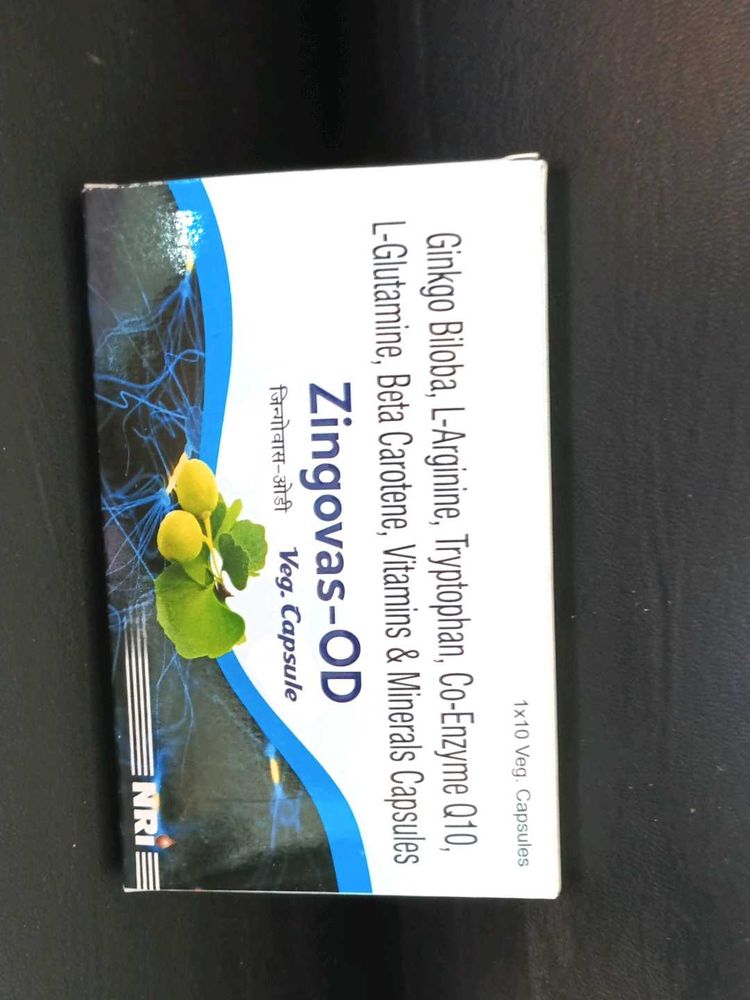 1x10 Veg. Capsules
Ginkgo Biloba, L-Arginine, Tryptophan, Co-Enzyme Q10,
L-Glutamine, Beta Carotene, Vitamins & Minerals Capsules
Zingovas-OD
जिन्गोवास-ओडी Veg. Capsule
NRI